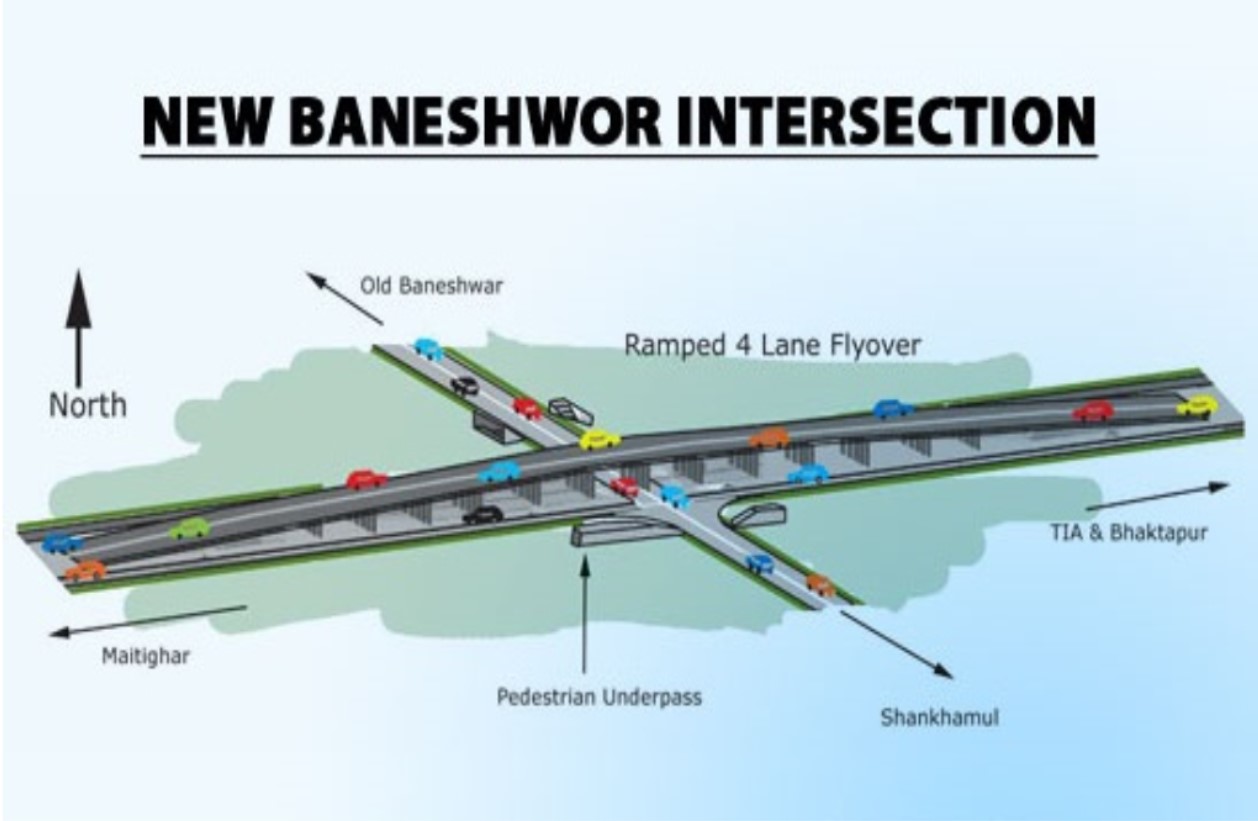 NEW BANESHWOR INTERSECTION
Old Baneshwar
Ramped 4 Lane Flyover
North
TIA & Bhaktapur
Maitighar
Pedestrian Underpass
Shankhamul